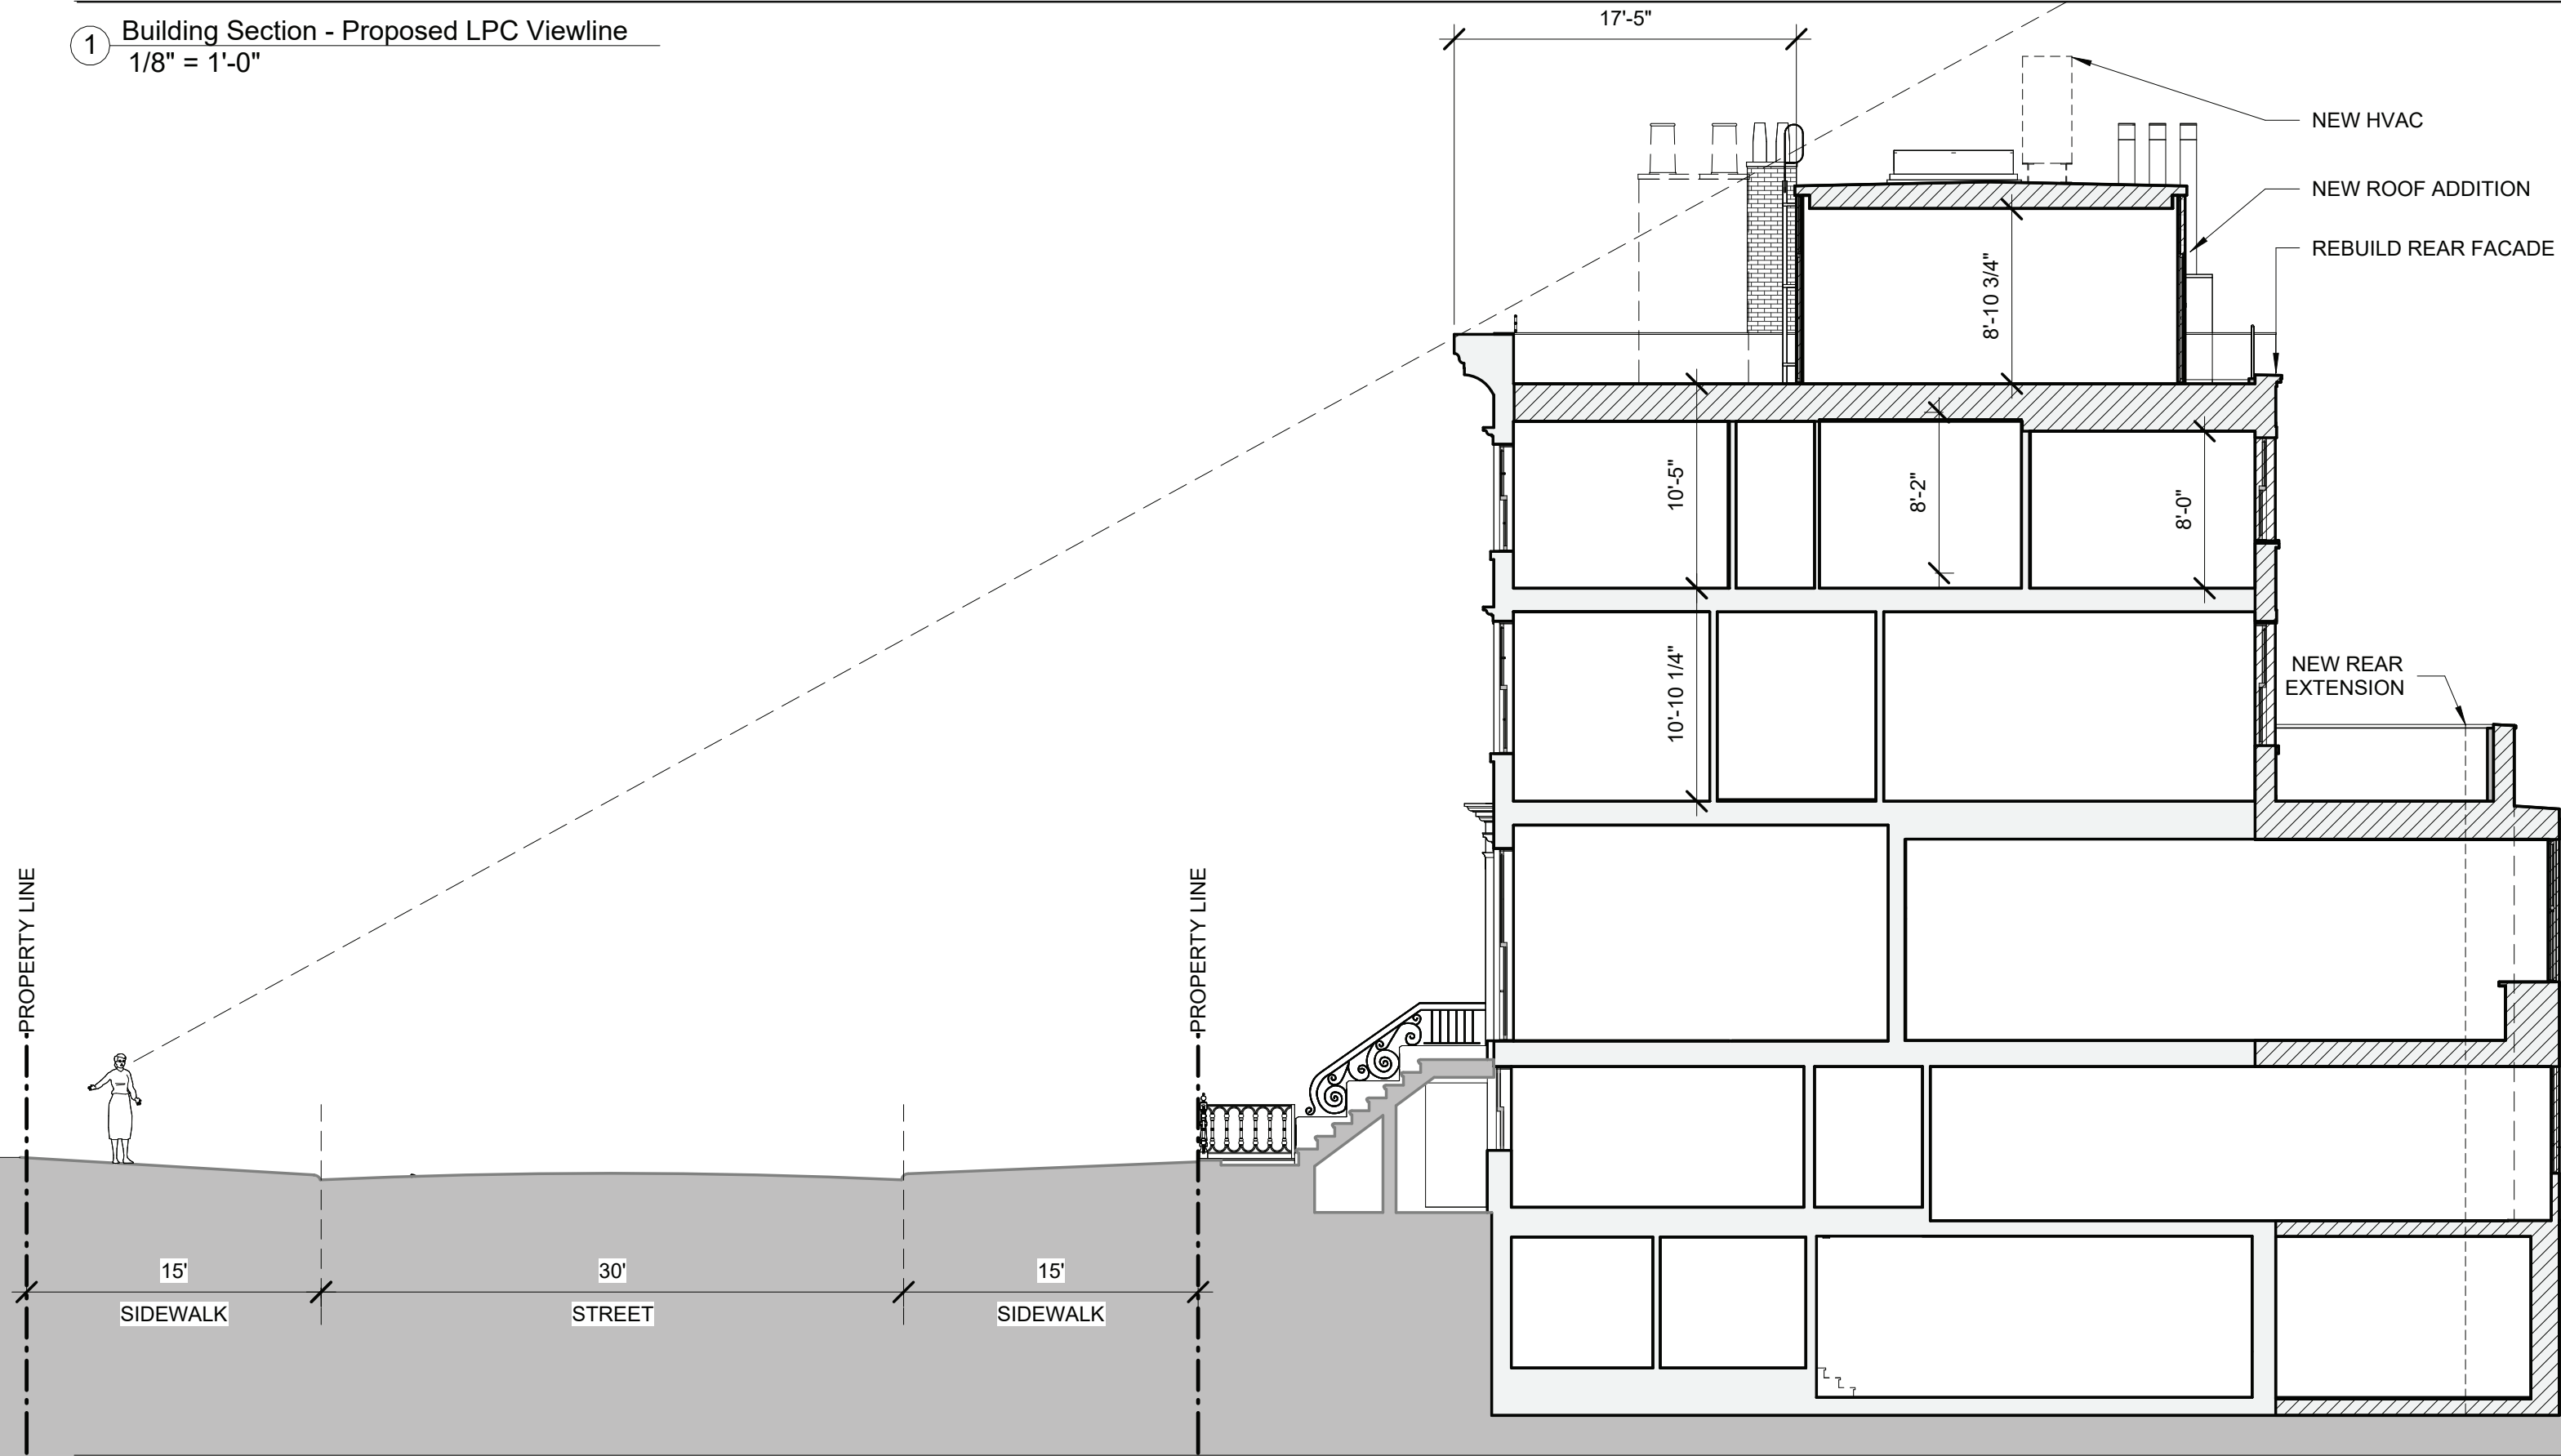 1
Building Section - Proposed LPC Viewline
1/8" = 1'-0"
17'-5"
NEW HVAC
NEW ROOF ADDITION
REBUILD REAR FACADE
8'-10 3/4"
10'-5"
8'-2"
8'-0"
10'-10 1/4"
NEW REAR
EXTENSION
PROPERTY LINE
PROPERTY LINE
15'
30'
15'
SIDEWALK
STREET
SIDEWALK